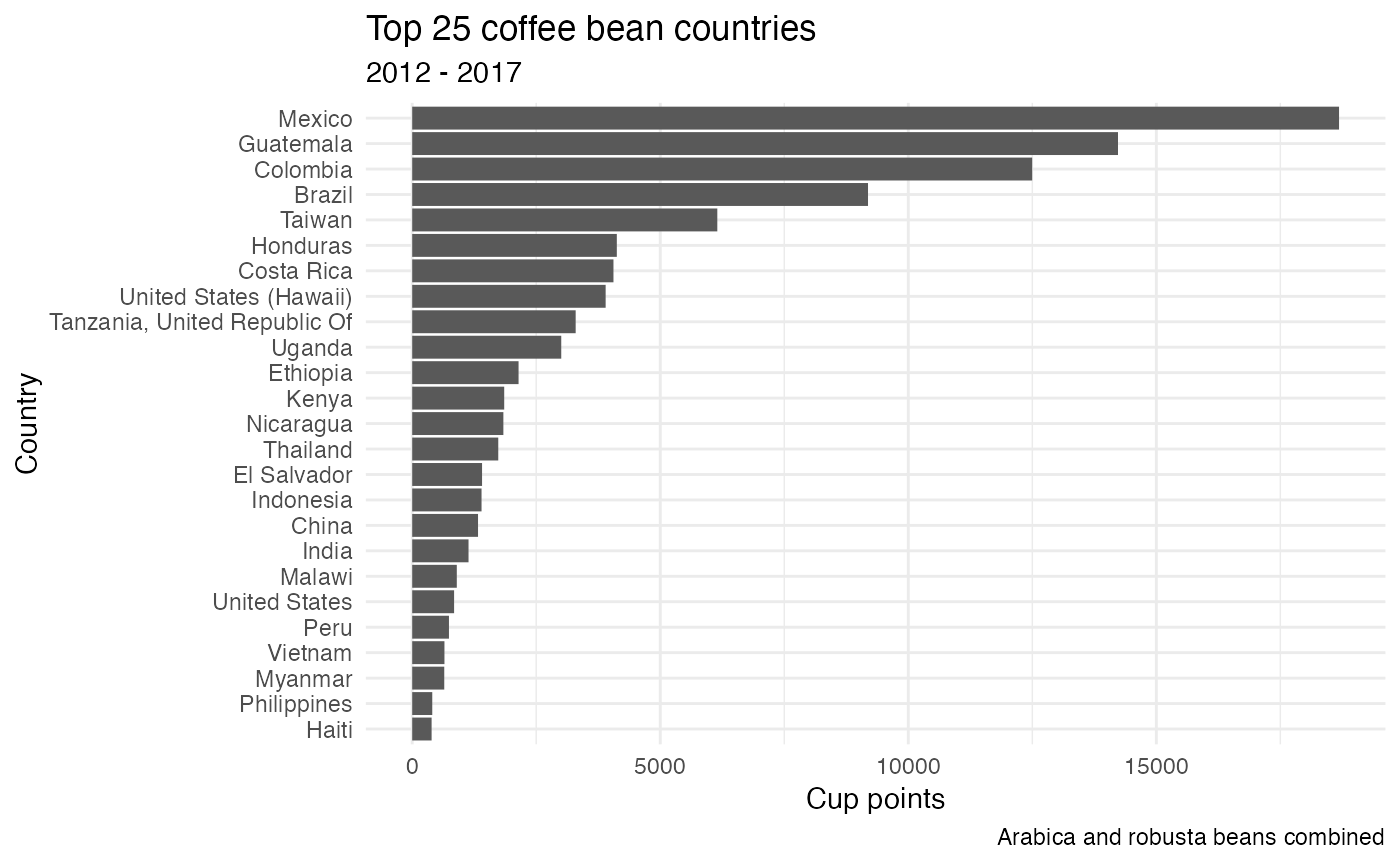 Top 25 coffee bean countries
2012 - 2017
Country
Mexico
Guatemala
Colombia
Brazil
Taiwan
Honduras
Costa Rica
United States (Hawaii)
Tanzania, United Republic Of
Uganda
Ethiopia
Kenya
Nicaragua
Thailand
El Salvador
Indonesia
China
India
Malawi
United States
Peru
Vietnam
Myanmar
Philippines
Haiti
0 5000 10000 15000
Cup points
Arabica and robusta beans combined